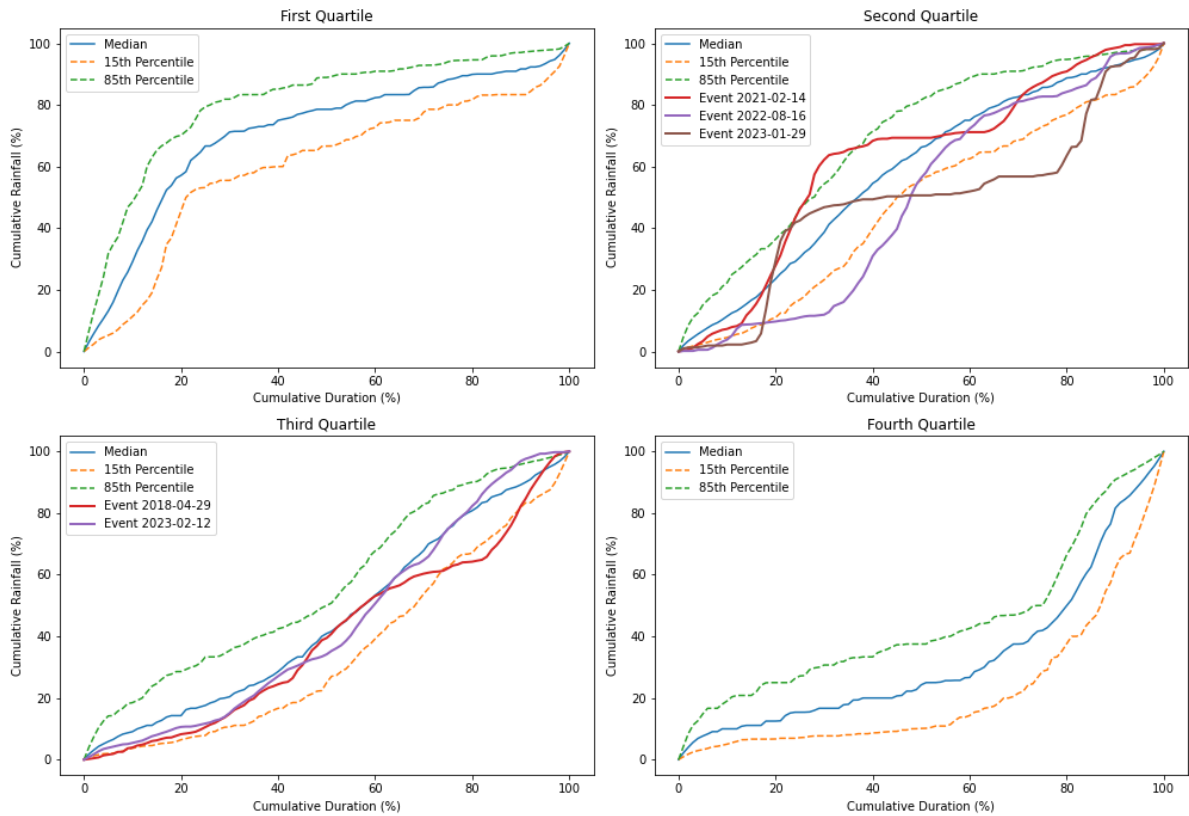 First Quartile
Cumulative Rainfall (%)
100
80
60
40
20
0
Median
15th Percentile
85th Percentile
0 20 40 60 80 100
Cumulative Duration (%)
Second Quartile
Cumulative Rainfall (%)
100
80
60
40
20
0
Median
15th Percentile
85th Percentile
Event 2021-02-14
Event 2022-08-16
Event 2023-01-29
0 20 40 60 80 100
Cumulative Duration (%)
Third Quartile
Cumulative Rainfall (%)
100
80
60
40
20
0
Median
15th Percentile
85th Percentile
Event 2018-04-29
Event 2023-02-12
0 20 40 60 80 100
Cumulative Duration (%)
Fourth Quartile
Cumulative Rainfall (%)
100
80
60
40
20
0
Median
15th Percentile
85th Percentile
0 20 40 60 80 100
Cumulative Duration (%)